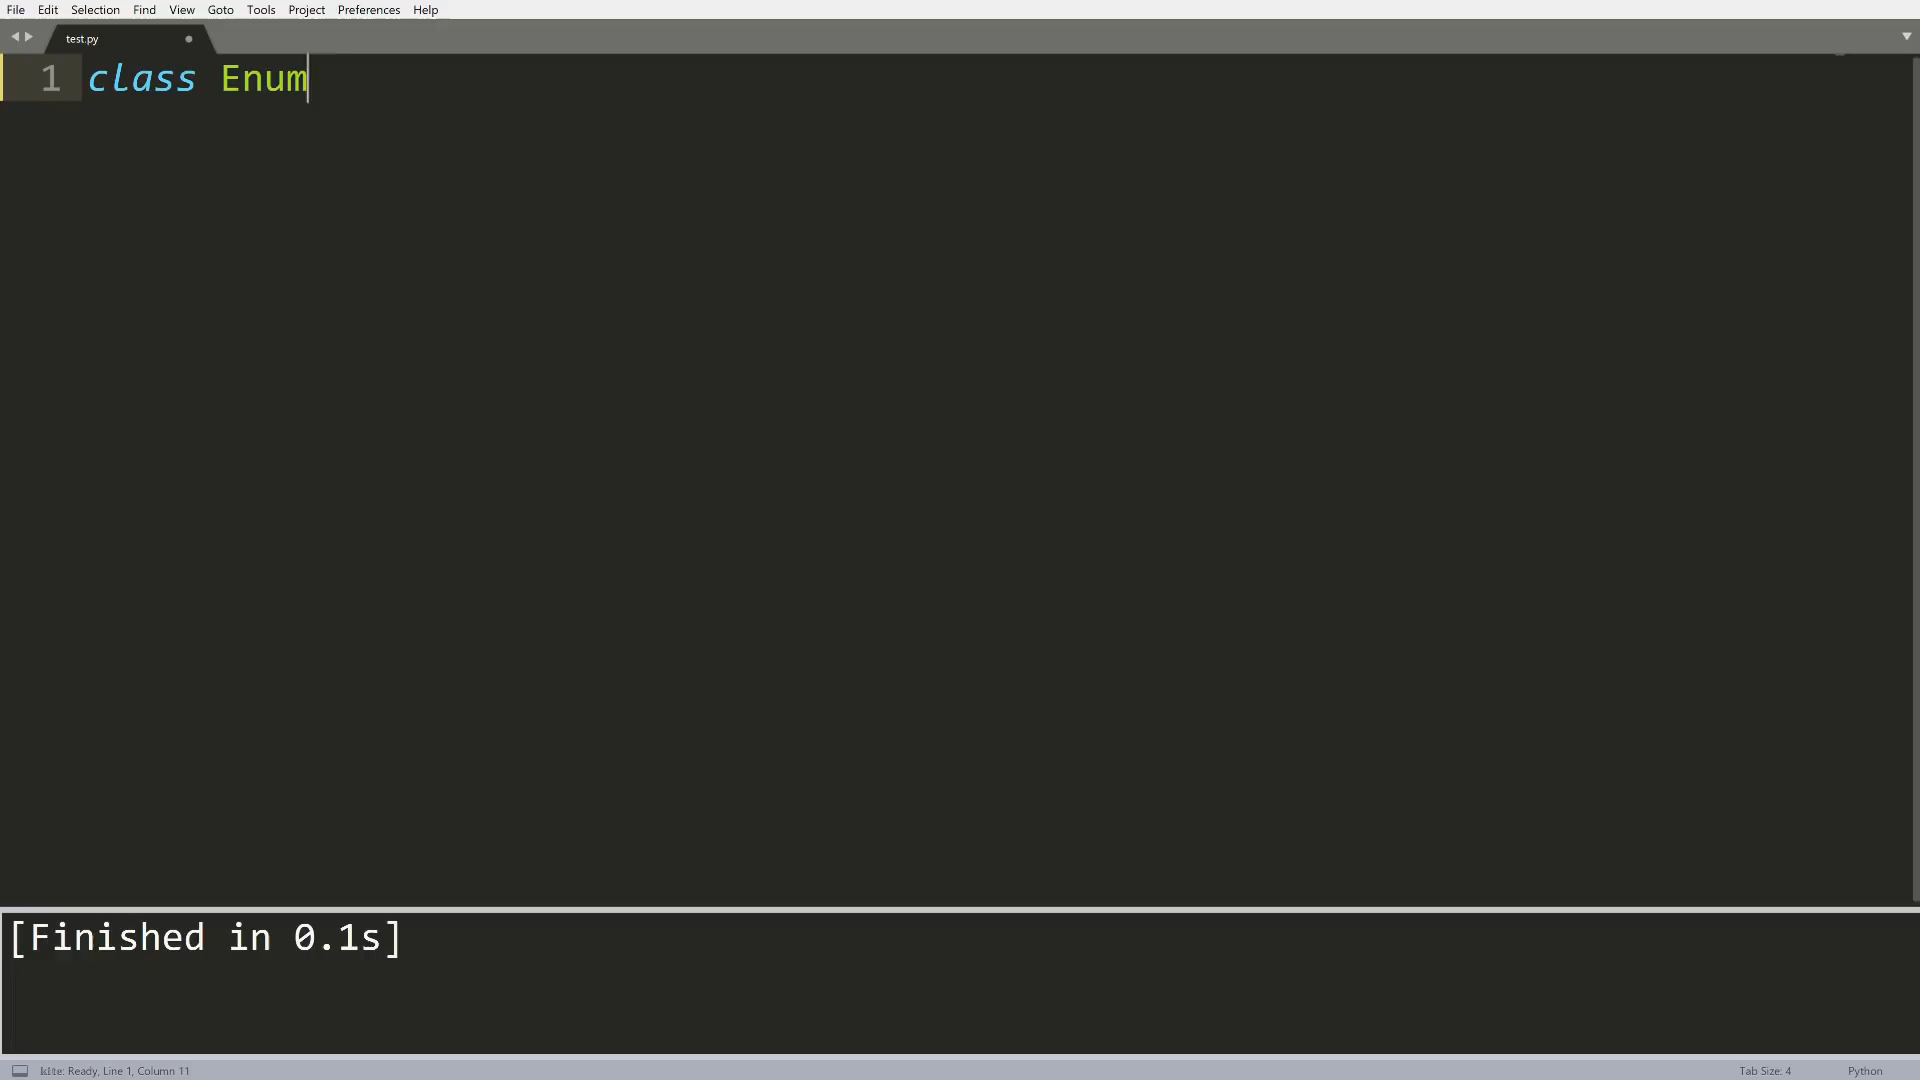 File Edit Selection Find View Goto Tools Project Preferences Help
test.py
1 class Enum
[Finished in 0.1s]
Ready, Line 1, Column 11 Tab Size: 4 Python